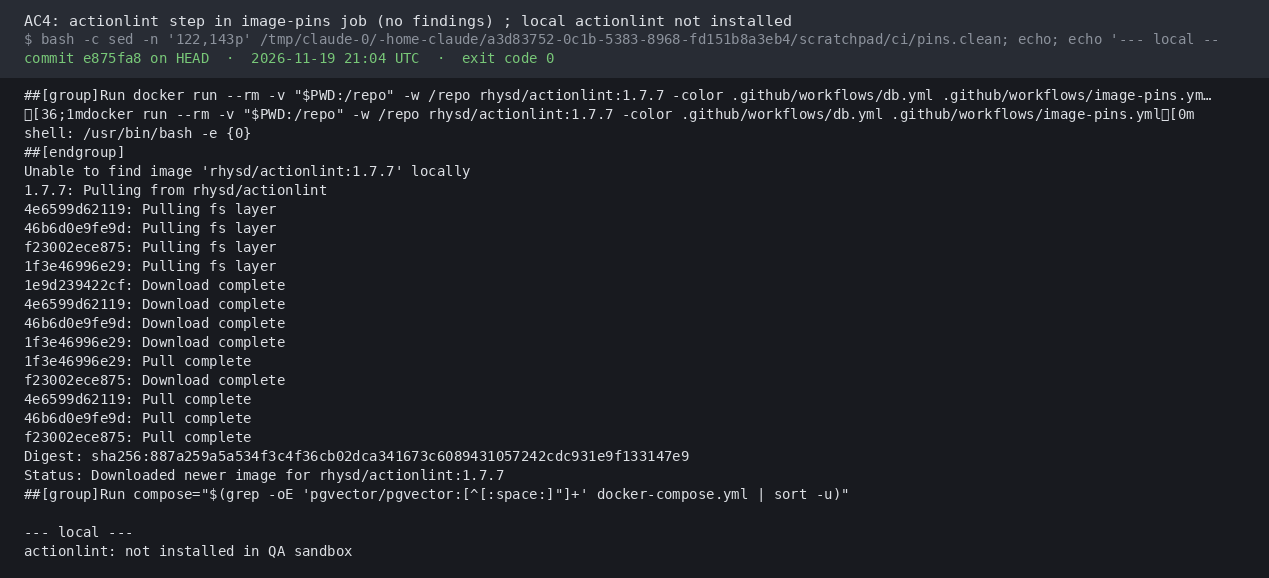 AC4: actionlint step in image-pins job (no findings) ; local actionlint not installed
$ bash -c sed -n '122,143p' /tmp/claude-0/-home-claude/a3d83752-0c1b-5383-8968-fd151b8a3eb4/scratchpad/ci/pins.clean; echo; echo '--- local --
commit e875fa8 on HEAD · 2026-11-19 21:04 UTC · exit code 0
##[group]Run docker run --rm -v "$PWD:/repo" -w /repo rhysd/actionlint:1.7.7 -color .github/workflows/db.yml .github/workflows/image-pins.ym…
□[36;1mdocker run --rm -v "$PWD:/repo" -w /repo rhysd/actionlint:1.7.7 -color .github/workflows/db.yml .github/workflows/image-pins.yml□[0m
shell: /usr/bin/bash -e {0}
##[endgroup]
Unable to find image 'rhysd/actionlint:1.7.7' locally
1.7.7: Pulling from rhysd/actionlint
4e6599d62119: Pulling fs layer
46b6d0e9fe9d: Pulling fs layer
f23002ece875: Pulling fs layer
1f3e46996e29: Pulling fs layer
1e9d239422cf: Download complete
4e6599d62119: Download complete
46b6d0e9fe9d: Download complete
1f3e46996e29: Download complete
1f3e46996e29: Pull complete
f23002ece875: Download complete
4e6599d62119: Pull complete
46b6d0e9fe9d: Pull complete
f23002ece875: Pull complete
Digest: sha256:887a259a5a534f3c4f36cb02dca341673c6089431057242cdc931e9f133147e9
Status: Downloaded newer image for rhysd/actionlint:1.7.7
##[group]Run compose="$(grep -oE 'pgvector/pgvector:[^[:space:]"]+' docker-compose.yml | sort -u)"
--- local ---
actionlint: not installed in QA sandbox